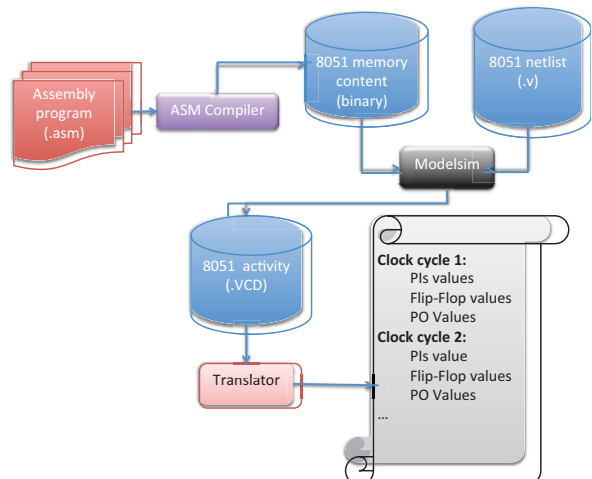 Assembly
program
(.asm)
ASM Compiler
8051 memory
content
(binary)
8051 netlist
(.v)
Modelsim
8051 activity
(.VCD)
Translator
Clock cycle 1:
PIs values
Flip-Flop values
PO Values
Clock cycle 2:
PIs value
Flip-Flop values
PO Values
...